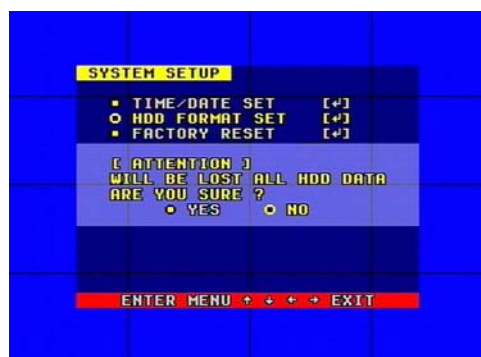 SYSTEM SETUP
TIME/DATE SET [↵]
HDD FORMAT SET [↵]
FACTORY RESET [↵]
[ ATTENTION ]
WILL BE LOST ALL HDD DATA
ARE YOU SURE ?
YES NO
ENTER MENU ↑ ↓ ← → EXIT